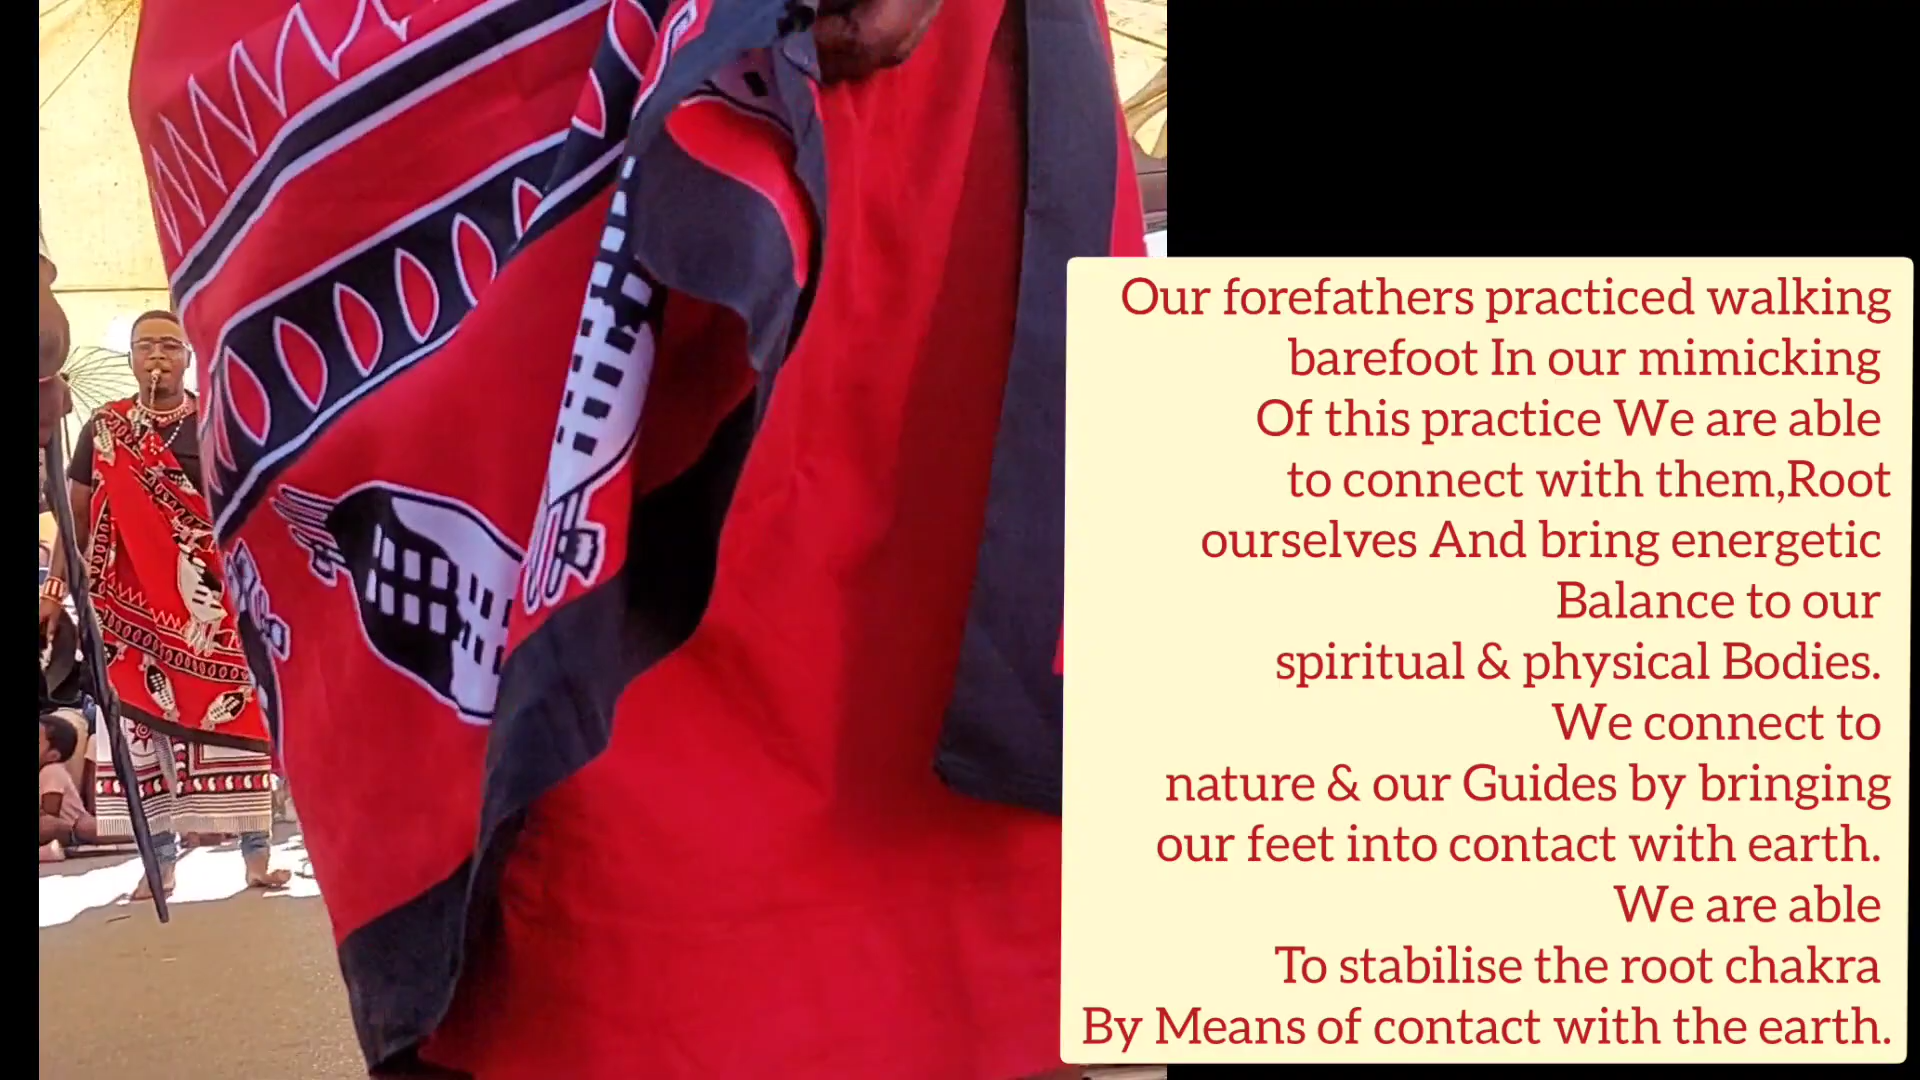 Our forefathers practiced walking
barefoot In our mimicking
Of this practice We are able
to connect with them,Root
ourselves And bring energetic
Balance to our
spiritual & physical Bodies.
We connect to
nature & our Guides by bringing
our feet into contact with earth.
We are able
To stabilise the root chakra
By Means of contact with the earth.